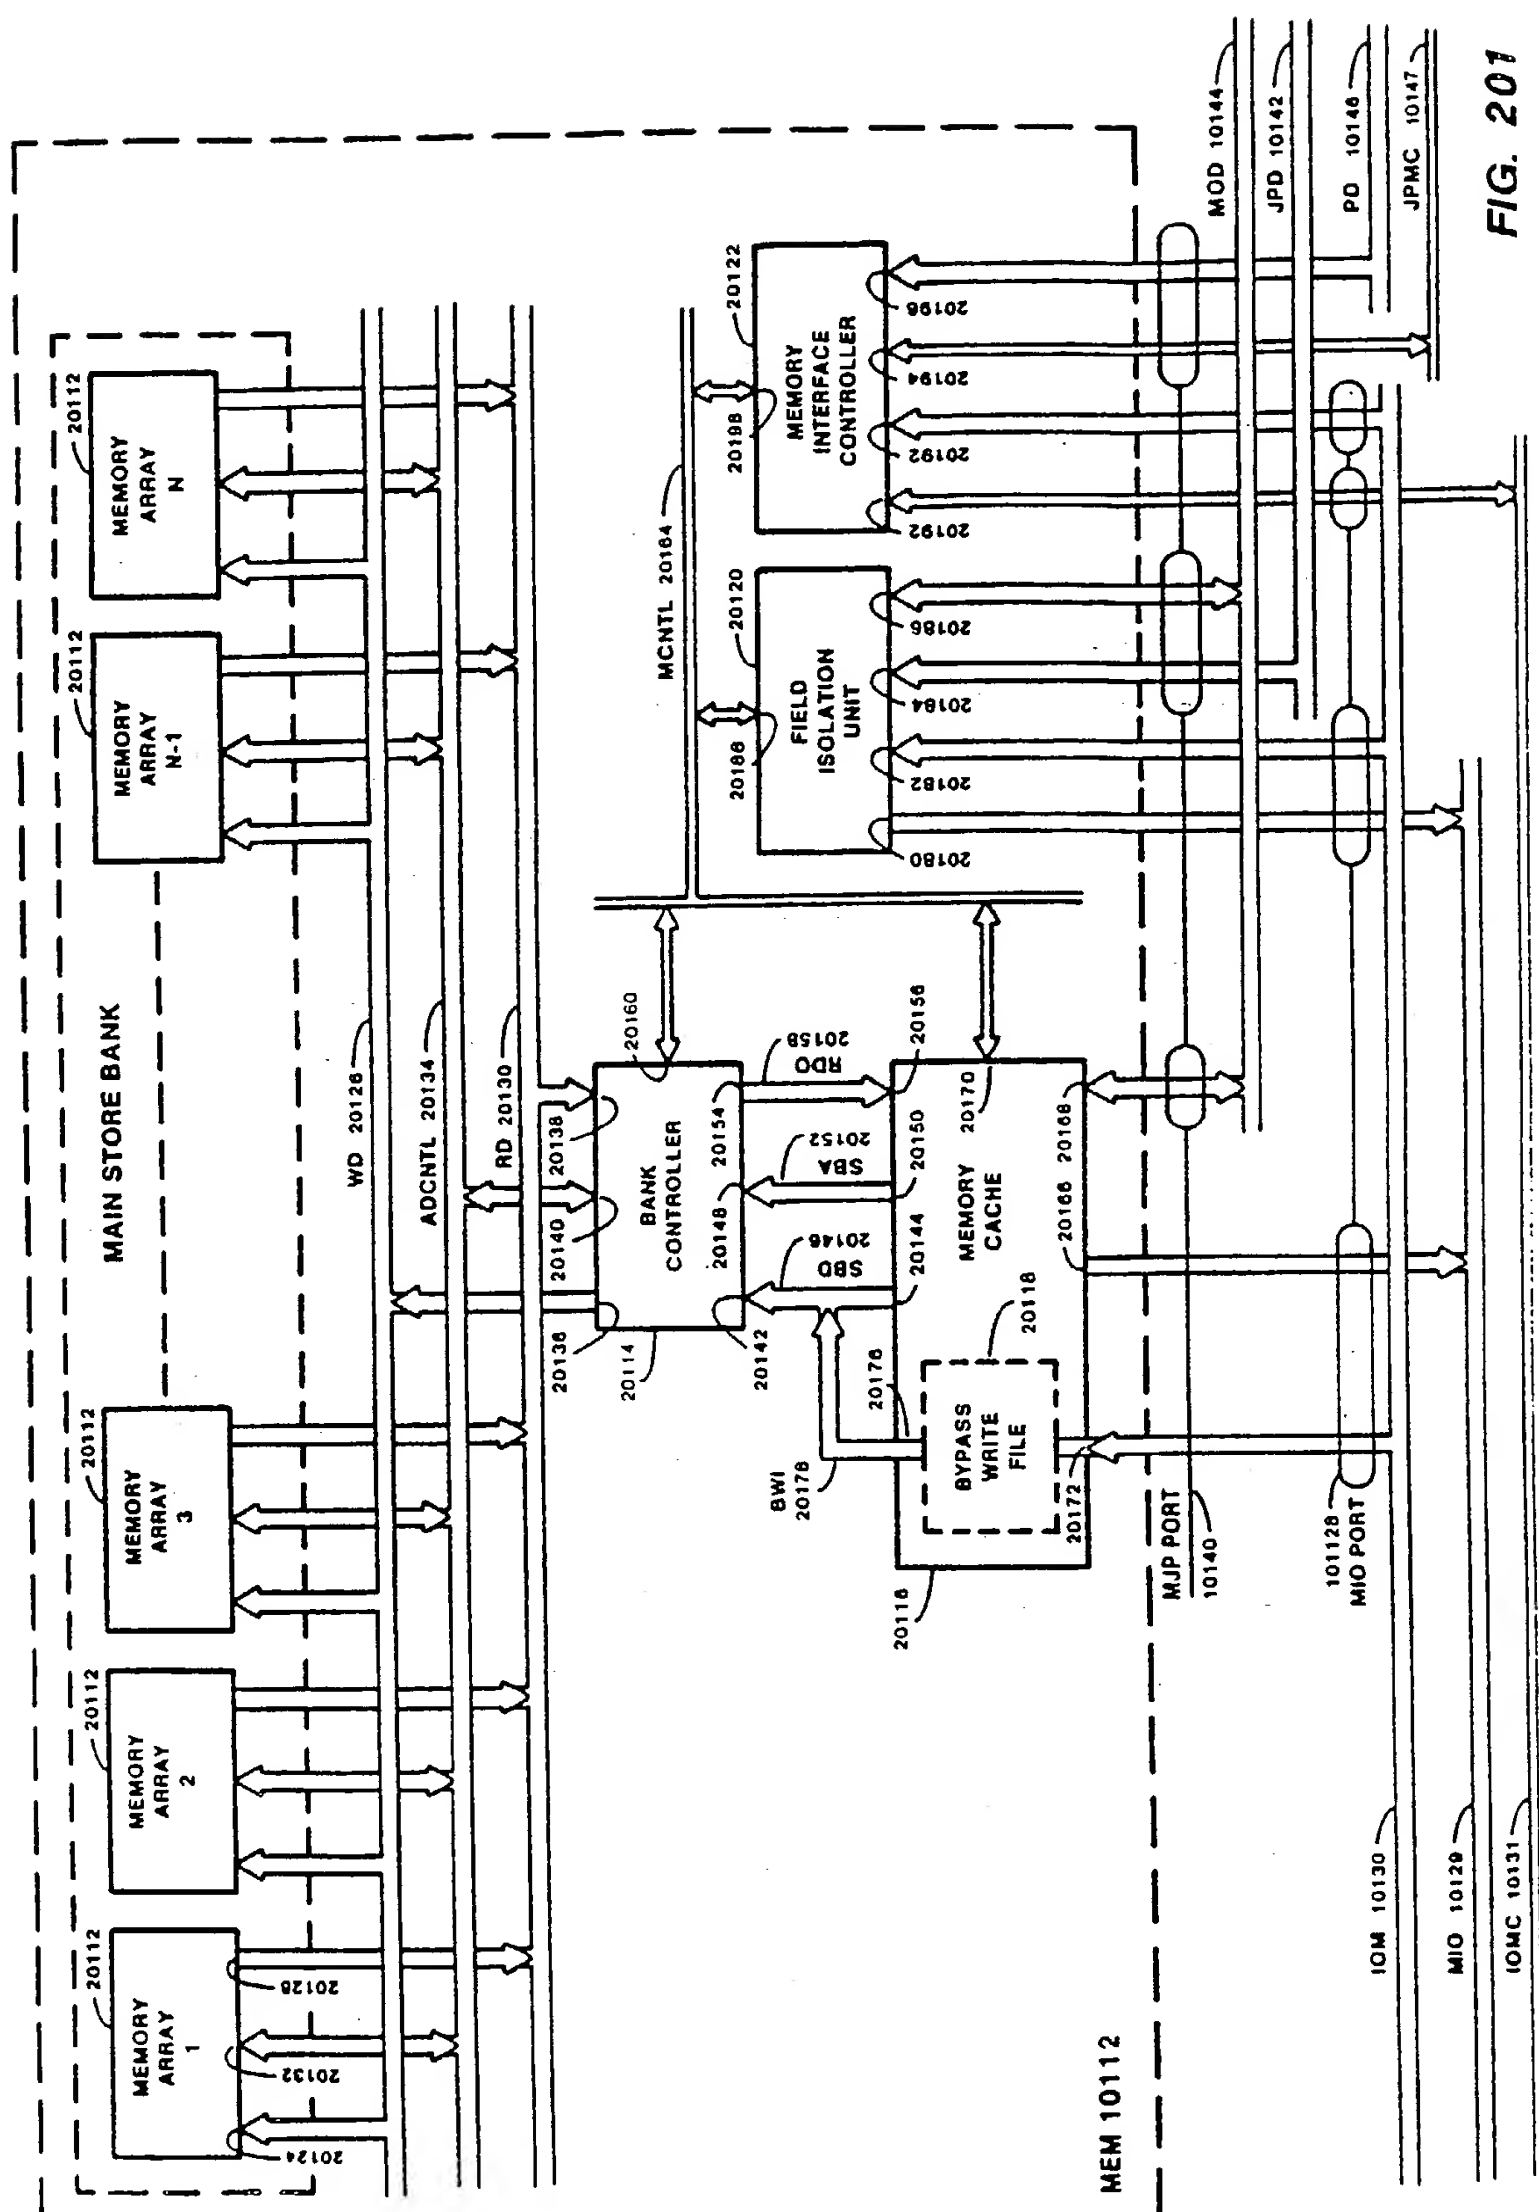 MAIN STORE BANK
20112
MEMORY
ARRAY
1
20124
20132
20128
20112
MEMORY
ARRAY
2
20112
MEMORY
ARRAY
3
20112
MEMORY
ARRAY
N-1
20112
MEMORY
ARRAY
N
WD 20126
ADCNTL 20134
RD 20130
20136
20140
20138
20160
BANK
CONTROLLER
20114
20142
20148
20154
SBD
20146
SBA
20152
RDO
20158
BWI
20178
20176
20144
20150
20156
MEMORY
CACHE
20116
BYPASS
WRITE
FILE
20118
20172
20170
20166
20168
MCNTL 20164
20188
20120
FIELD
ISOLATION
UNIT
20180
20182
20184
20186
20198
20122
MEMORY
INTERFACE
CONTROLLER
20192
20192
20194
20196
MEM 10112
MJP PORT
10140
101128
MIO PORT
MOD 10144
JPD 10142
PD 10146
JPMC 10147
IOM 10130
MIO 10129
IOMC 10131
FIG. 201